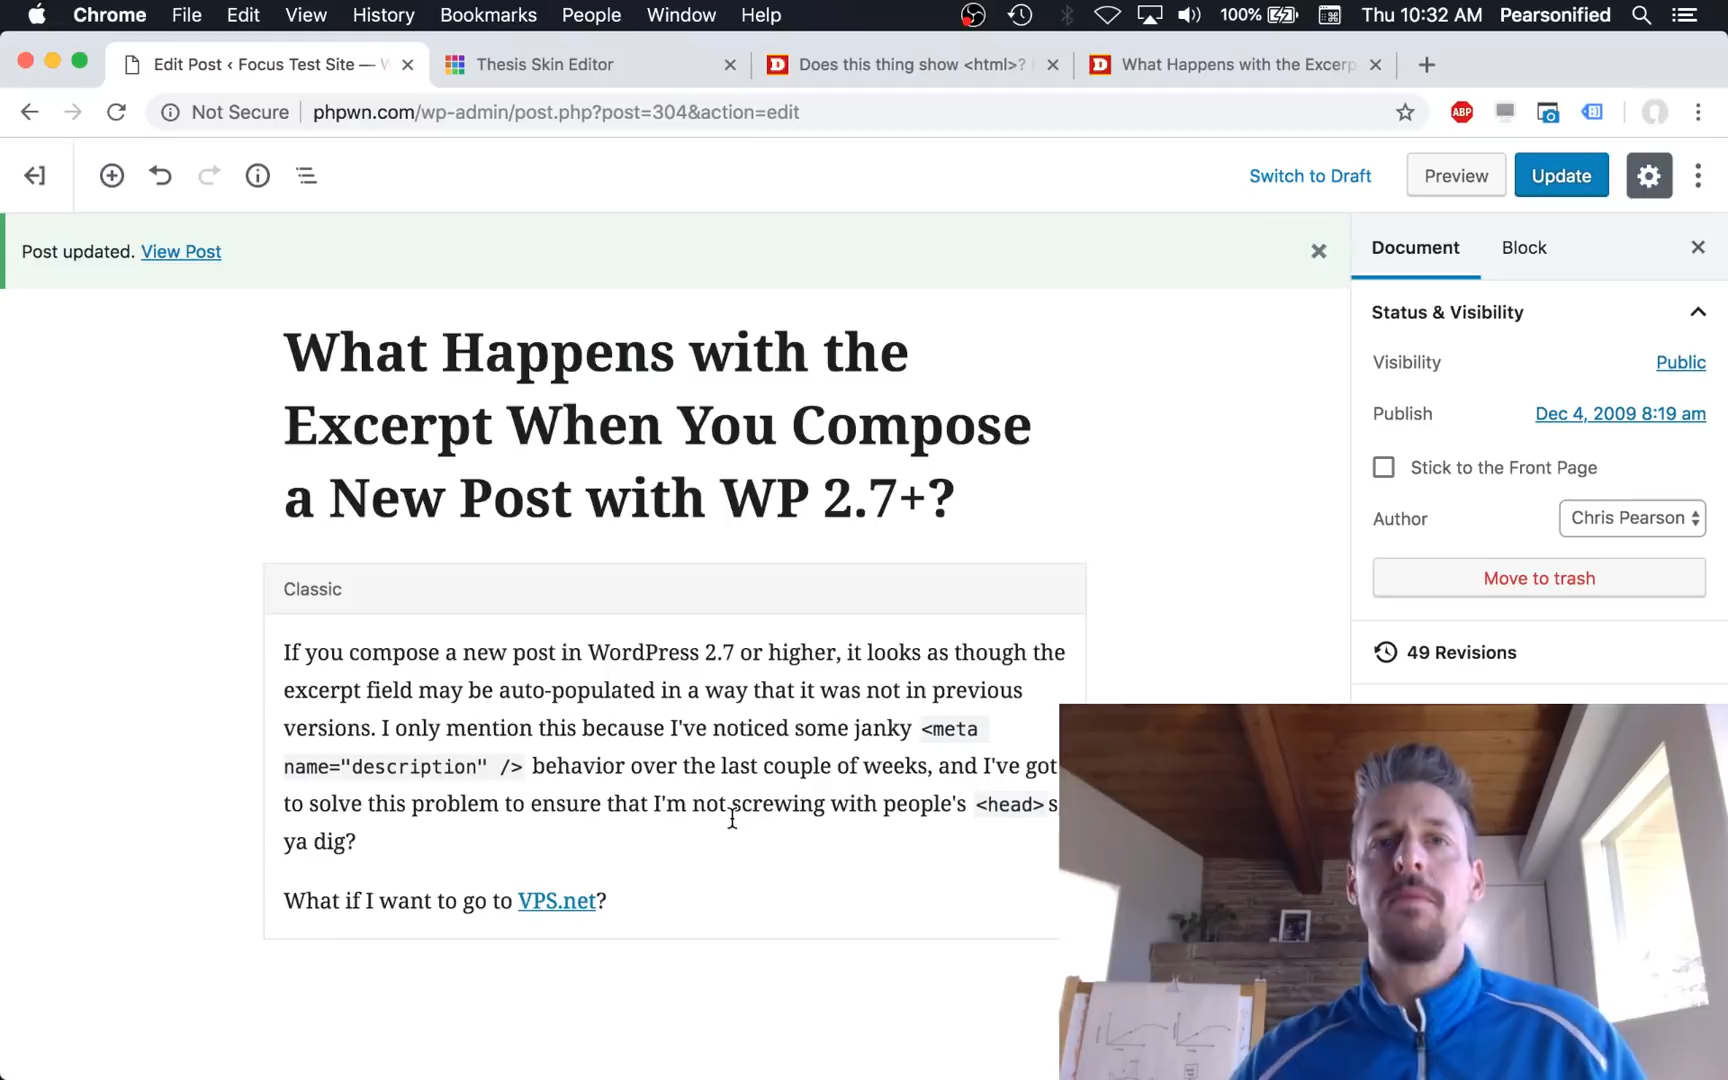 Chrome File Edit View History Bookmarks People Window Help 100% Thu 10:32 AM Pearsonified
Edit Post ‹ Focus Test Site — Thesis Skin Editor Does this thing show <html>? What Happens with the Excerp
Not Secure phpwn.com/wp-admin/post.php?post=304&action=edit ABP
Switch to Draft Preview Update
Post updated. View Post
Document Block
Status & Visibility
Visibility Public
Publish Dec 4, 2009 8:19 am
Stick to the Front Page
Author Chris Pearson
Move to trash
49 Revisions
What Happens with the
Excerpt When You Compose
a New Post with WP 2.7+?
Classic
If you compose a new post in WordPress 2.7 or higher, it looks as though the
excerpt field may be auto-populated in a way that it was not in previous
versions. I only mention this because I've noticed some janky <meta
name="description" /> behavior over the last couple of weeks, and I've got
to solve this problem to ensure that I'm not screwing with people's <head>s,
ya dig?
What if I want to go to VPS.net?